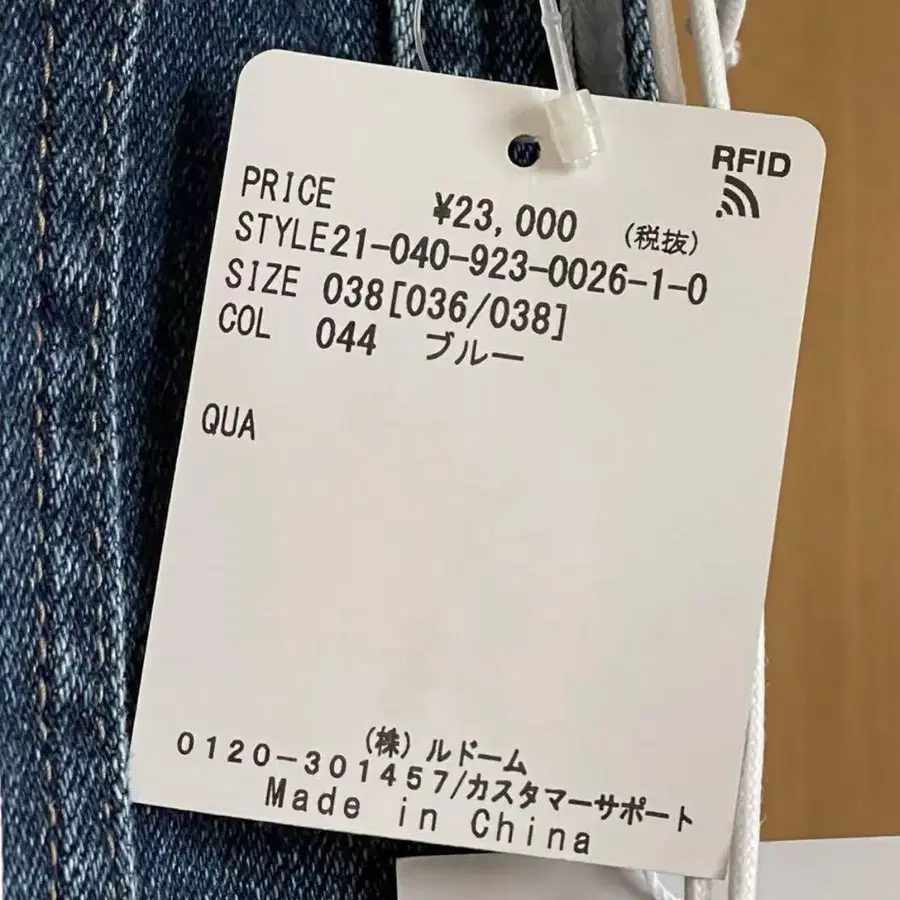 RFID
PRICE ¥23,000 (税抜)
STYLE21-040-923-0026-1-0
SIZE 038[036/038]
COL 044 ブルー
QUA
(株)ルドーム
0120-301457/カスタマーサポート
Made in China